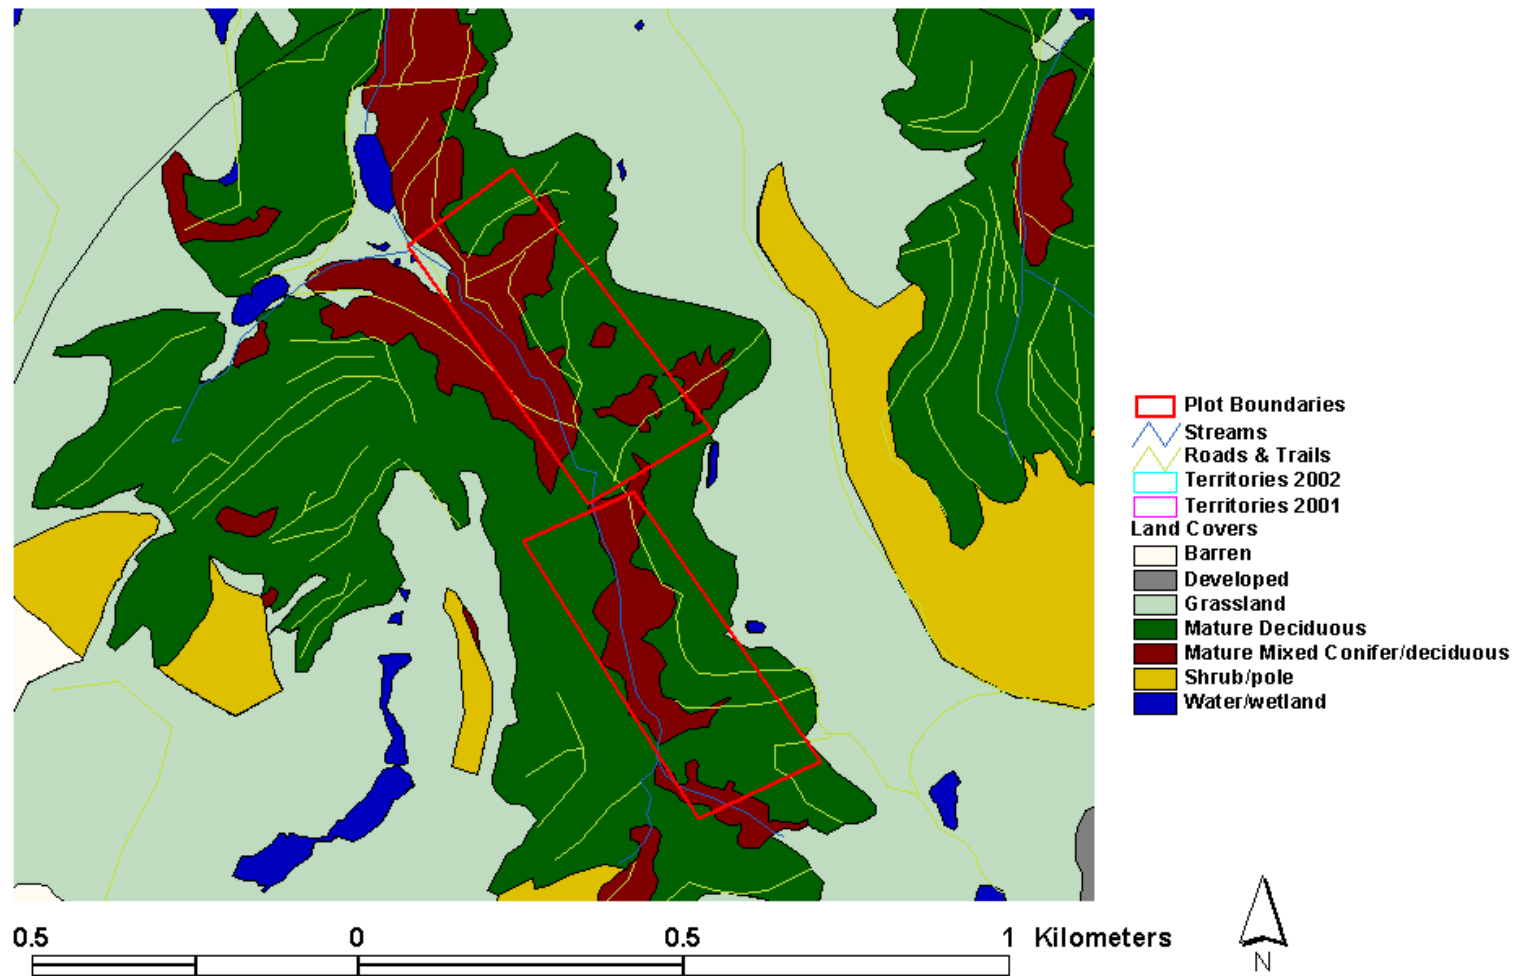 Plot Boundaries
Streams
Roads & Trails
Territories 2002
Territories 2001
Land Covers
Barren
Developed
Grassland
Mature Deciduous
Mature Mixed Conifer/deciduous
Shrub/pole
Water/wetland
0.5 0 0.5 1 Kilometers
N